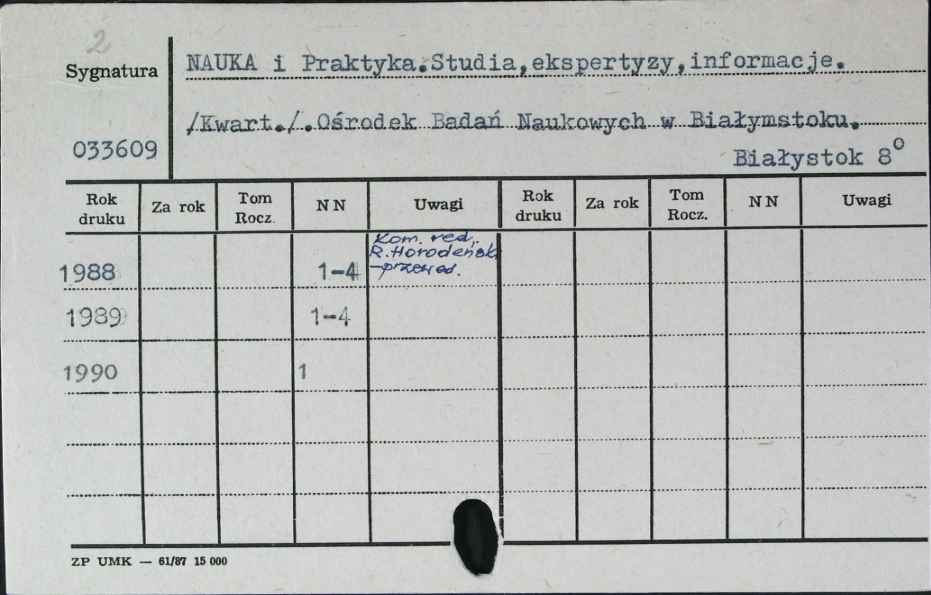 2
Sygnatura
NAUKA i Praktyka.Studia,ekspertyzy,informacje.
/Kwart./.Ośrodek Badań Naukowych w Białymstoku.
033609
Białystok 8°
Rok druku Za rok Tom Rocz. NN Uwagi Rok druku Za rok Tom Rocz. NN Uwagi
Kom. red.
R. Horodeńsk
1988 1-4 -przewod.
1989 1-4
1990 1
ZP UMK — 61/87 15 000